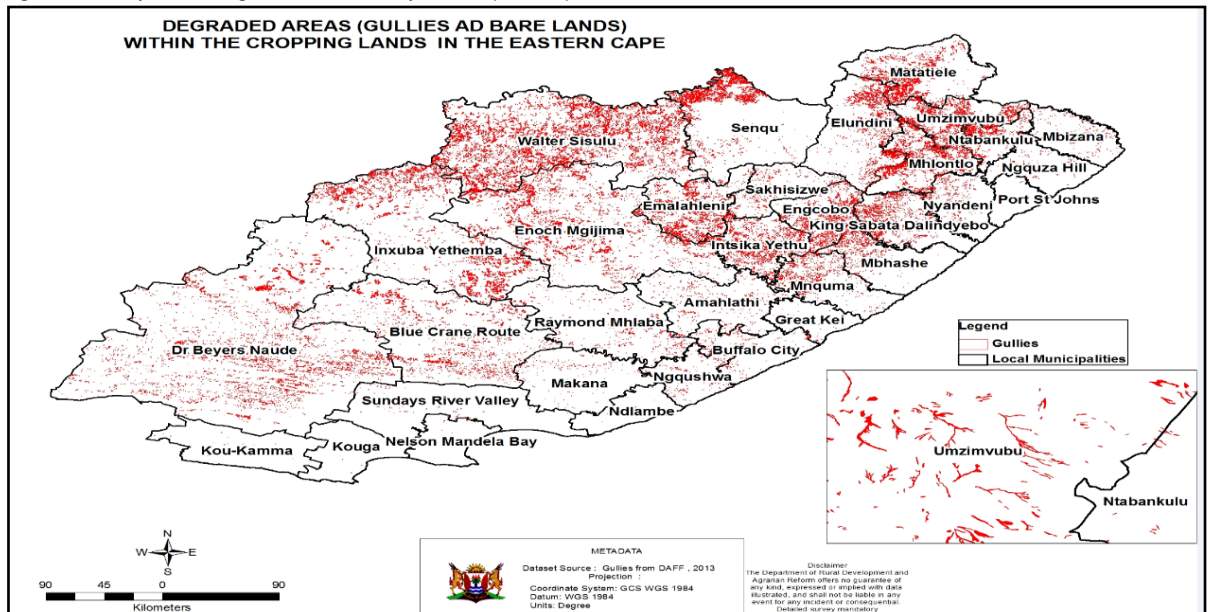 DEGRADED AREAS (GULLIES AD BARE LANDS)
WITHIN THE CROPPING LANDS IN THE EASTERN CAPE
Matatiele
Umzimvubu
Elundini
Senqu
Ntabankulu
Mbizana
Walter Sisulu
Mhlontlo
Ngquza Hill
Sakhisizwe
Port St Johns
Emalahleni
Engcobo
Nyandeni
King Sabata Dalindyebo
Enoch Mgijima
Intsika Yethu
Inxuba Yethemba
Mbhashe
Mnquma
Amahlathi
Great Kei
Raymond Mhlaba
Blue Crane Route
Buffalo City
Dr Beyers Naude
Ngqushwa
Makana
Sundays River Valley
Ndlambe
Nelson Mandela Bay
Kouga
Kou-Kamma
Legend
Gullies
Local Municipalities
Umzimvubu
Ntabankulu
N
W E
S
90 45 0 90
Kilometers
METADATA
Dataset Source : Gullies from DAFF , 2013
Projection :
Coordinate System: GCS WGS 1984
Datum: WGS 1984
Units: Degree
Disclaimer
The Department of Rural Development and
Agrarian Reform offers no guarantee of
any kind, expressed or implied with data
illustrated, and shall not be liable in any
event for any incident or consequential.
Detailed survey mandatory